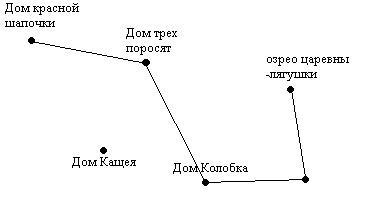 Дом красной
шапочки
Дом трех
поросят
озрео царевны
-лягушки
Дом Кащея
Дом Колобка